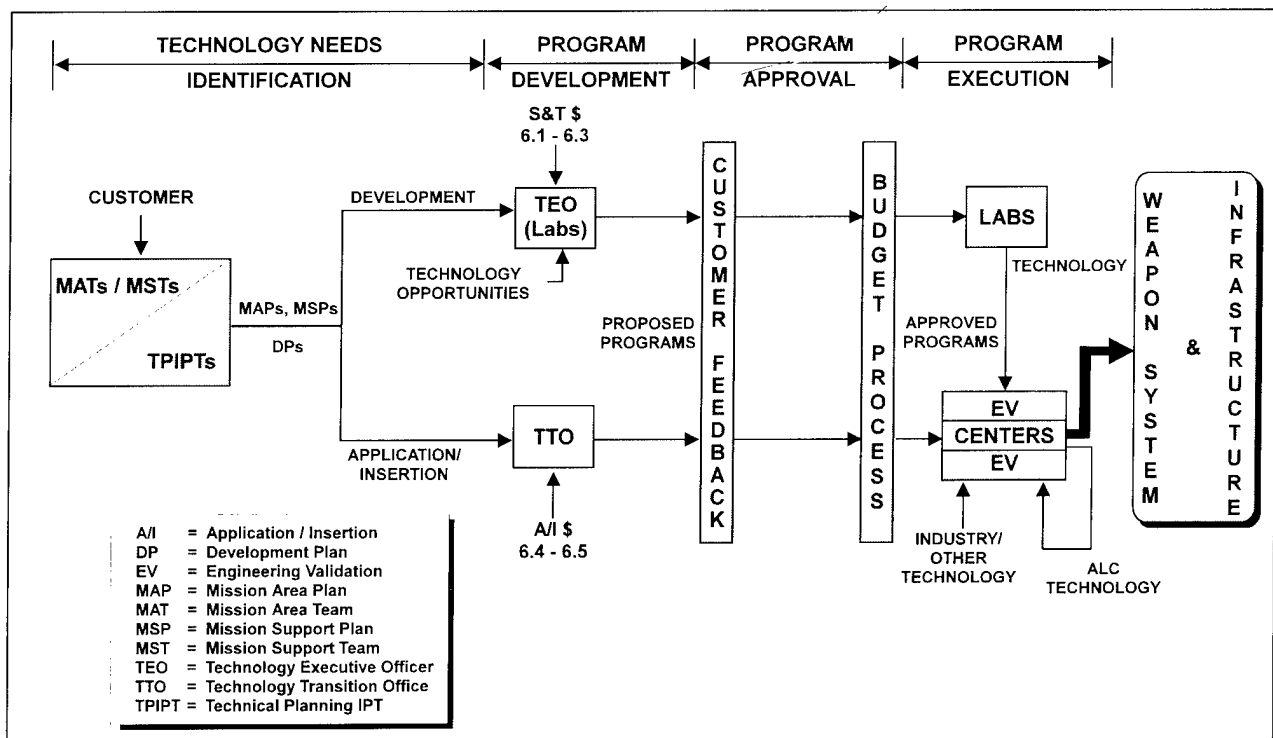 TECHNOLOGY NEEDS
IDENTIFICATION
PROGRAM
DEVELOPMENT
PROGRAM
APPROVAL
PROGRAM
EXECUTION
S&T $
6.1 - 6.3
CUSTOMER
DEVELOPMENT
TEO
(Labs)
TECHNOLOGY
OPPORTUNITIES
MATs / MSTs
TPIPTs
MAPs, MSPs
DPs
APPLICATION/
INSERTION
TTO
A/I $
6.4 - 6.5
PROPOSED
PROGRAMS
CUSTOMER FEEDBACK
BUDGET PROCESS
APPROVED
PROGRAMS
LABS
TECHNOLOGY
EV
CENTERS
EV
INDUSTRY/
OTHER
TECHNOLOGY
ALC
TECHNOLOGY
WEAPON SYSTEM
&
INFRASTRUCTURE
A/I = Application / Insertion
DP = Development Plan
EV = Engineering Validation
MAP = Mission Area Plan
MAT = Mission Area Team
MSP = Mission Support Plan
MST = Mission Support Team
TEO = Technology Executive Officer
TTO = Technology Transition Office
TPIPT = Technical Planning IPT